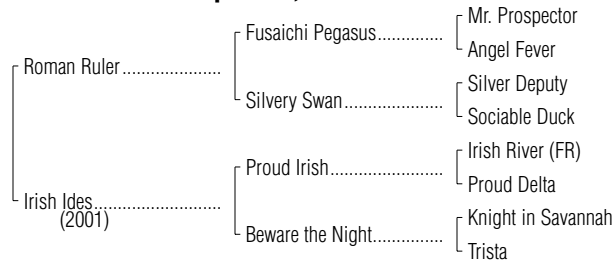 Mr. Prospector
Fusaichi Pegasus..............
Angel Fever
Roman Ruler.....................
Silver Deputy
Silvery Swan.....................
Sociable Duck
Irish River (FR)
Proud Irish........................
Proud Delta
Irish Ides...........................
(2001)
Knight in Savannah
Beware the Night...............
Trista